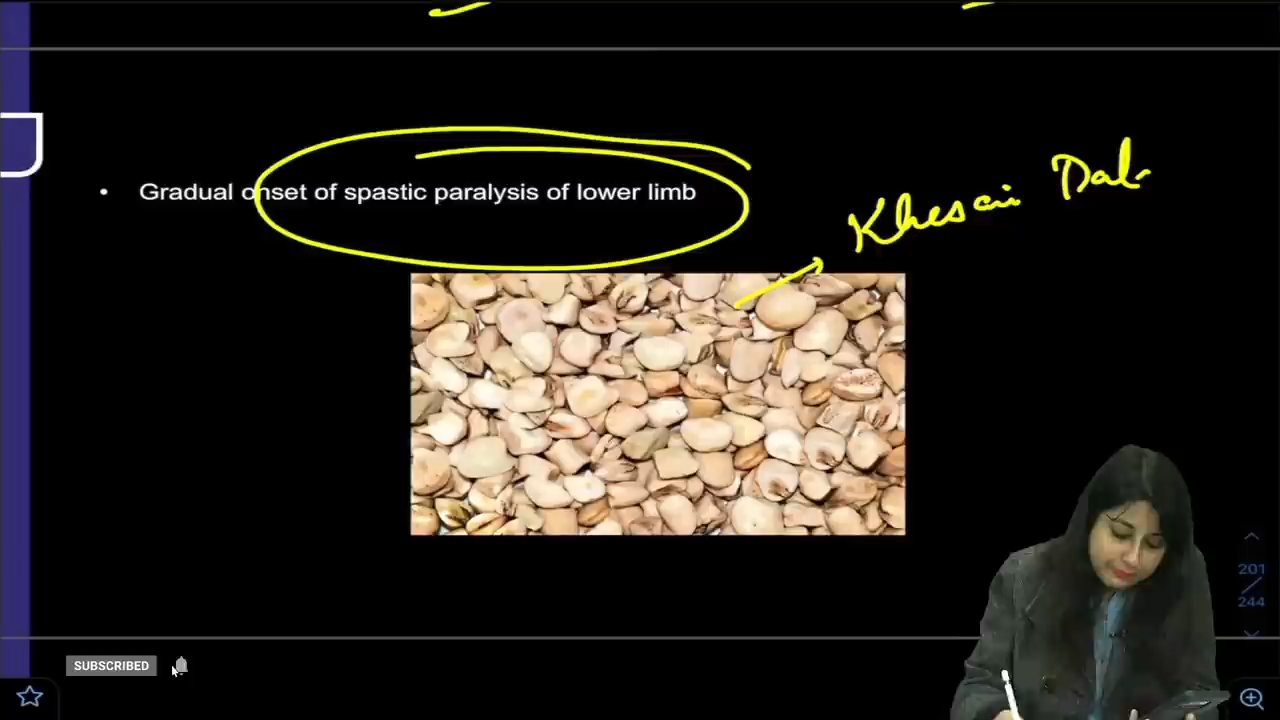 Khesari Dal
• Gradual onset of spastic paralysis of lower limb
201
244
SUBSCRIBED